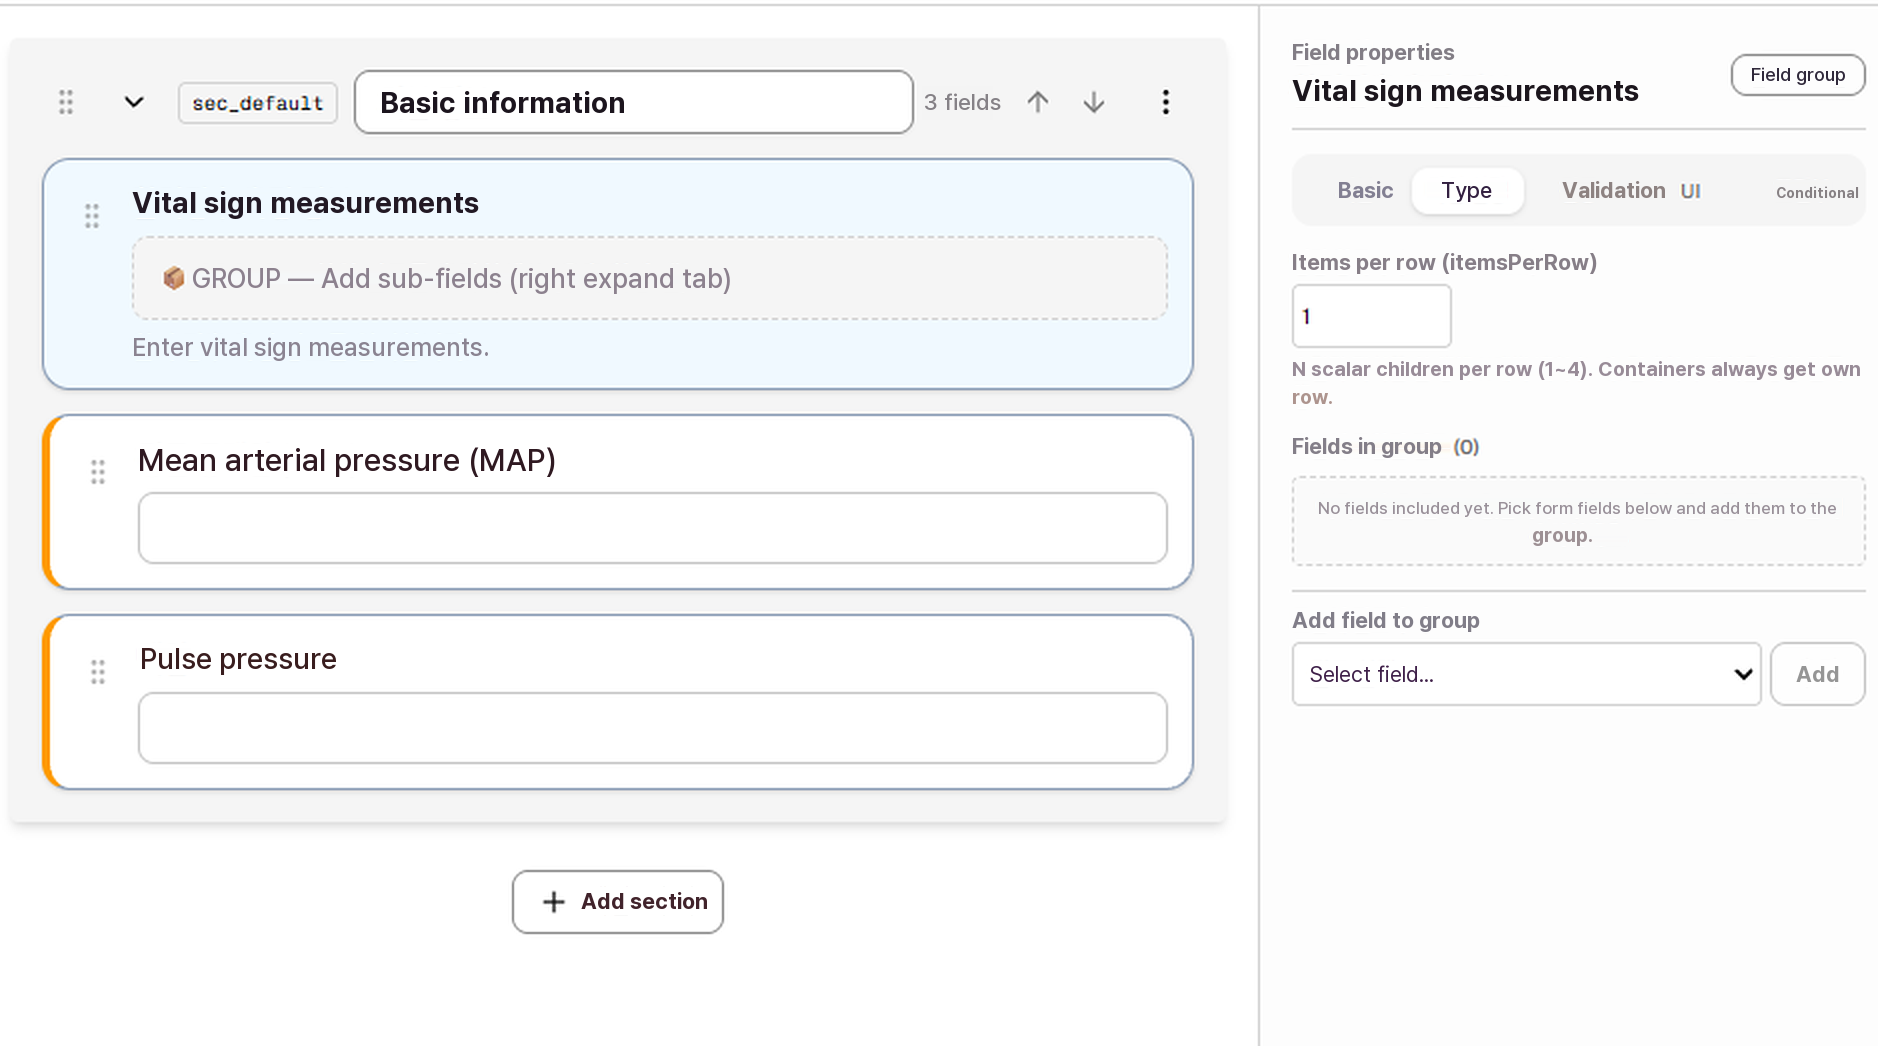 sec_default
Basic information
3 fields
Vital sign measurements
GROUP — Add sub-fields (right expand tab)
Enter vital sign measurements.
Mean arterial pressure (MAP)
Pulse pressure
Add section
Field properties
Vital sign measurements
Field group
Basic Type Validation UI Conditional
Items per row (itemsPerRow)
1
N scalar children per row (1~4). Containers always get own
row.
Fields in group (0)
No fields included yet. Pick form fields below and add them to the
group.
Add field to group
Select field...
Add